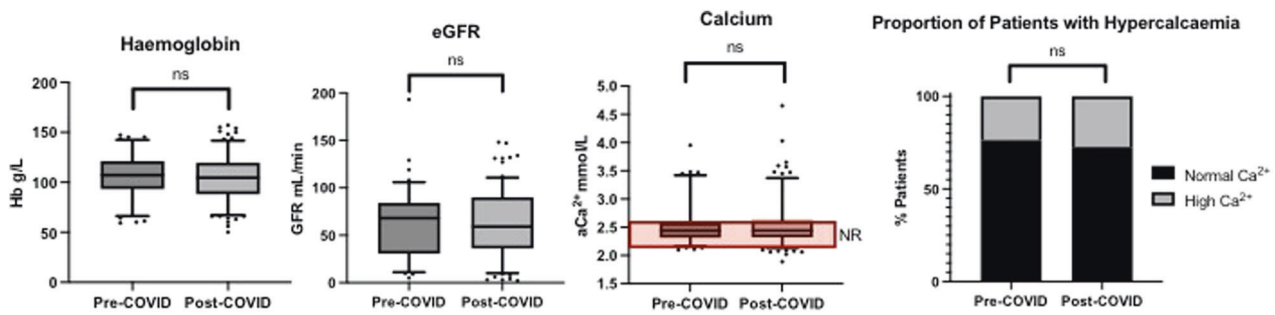 Haemoglobin
ns
200
150
100
50
0
Hb g/L
Pre-COVID Post-COVID
eGFR
ns
200
150
100
50
0
GFR mL/min
Pre-COVID Post-COVID
Calcium
ns
5.0
4.5
4.0
3.5
3.0
2.5
2.0
1.5
aCa²⁺ mmol/L
NR
Pre-COVID Post-COVID
Proportion of Patients with Hypercalcaemia
ns
100
50
0
% Patients
Pre-COVID Post-COVID
Normal Ca²⁺
High Ca²⁺